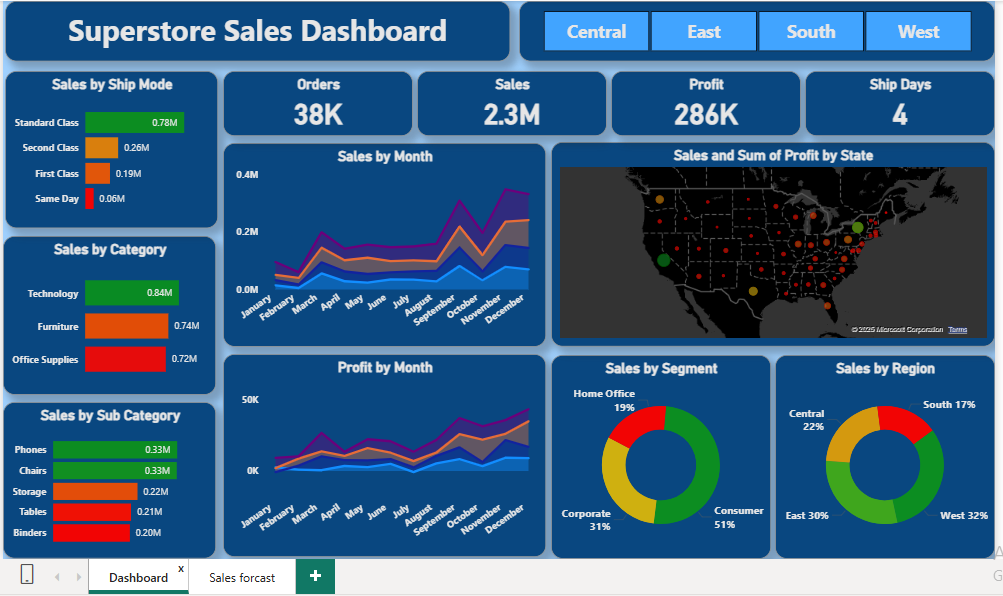 Superstore Sales Dashboard
Central
East
South
West
Sales by Ship Mode
Standard Class 0.78M
Second Class 0.26M
First Class 0.19M
Same Day 0.06M
Orders
38K
Sales
2.3M
Profit
286K
Ship Days
4
Sales by Month
0.4M
0.2M
0.0M
January
February
March
April
May
June
July
August
September
October
November
December
Sales and Sum of Profit by State
© 2025 Microsoft Corporation Terms
Sales by Category
Technology 0.84M
Furniture 0.74M
Office Supplies 0.72M
Profit by Month
50K
0K
January
February
March
April
May
June
July
August
September
October
November
December
Sales by Segment
Home Office
19%
Corporate
31%
Consumer
51%
Sales by Region
South 17%
Central
22%
East 30%
West 32%
Sales by Sub Category
Phones 0.33M
Chairs 0.33M
Storage 0.22M
Tables 0.21M
Binders 0.20M
Dashboard x
Sales forcast
+